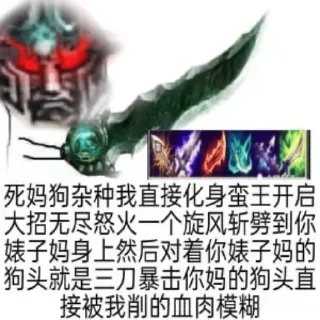 死妈狗杂种我直接化身蛮王开启
大招无尽怒火一个旋风斩劈到你
婊子妈身上然后对着你婊子妈的
狗头就是三刀暴击你妈的狗头直
接被我削的血肉模糊